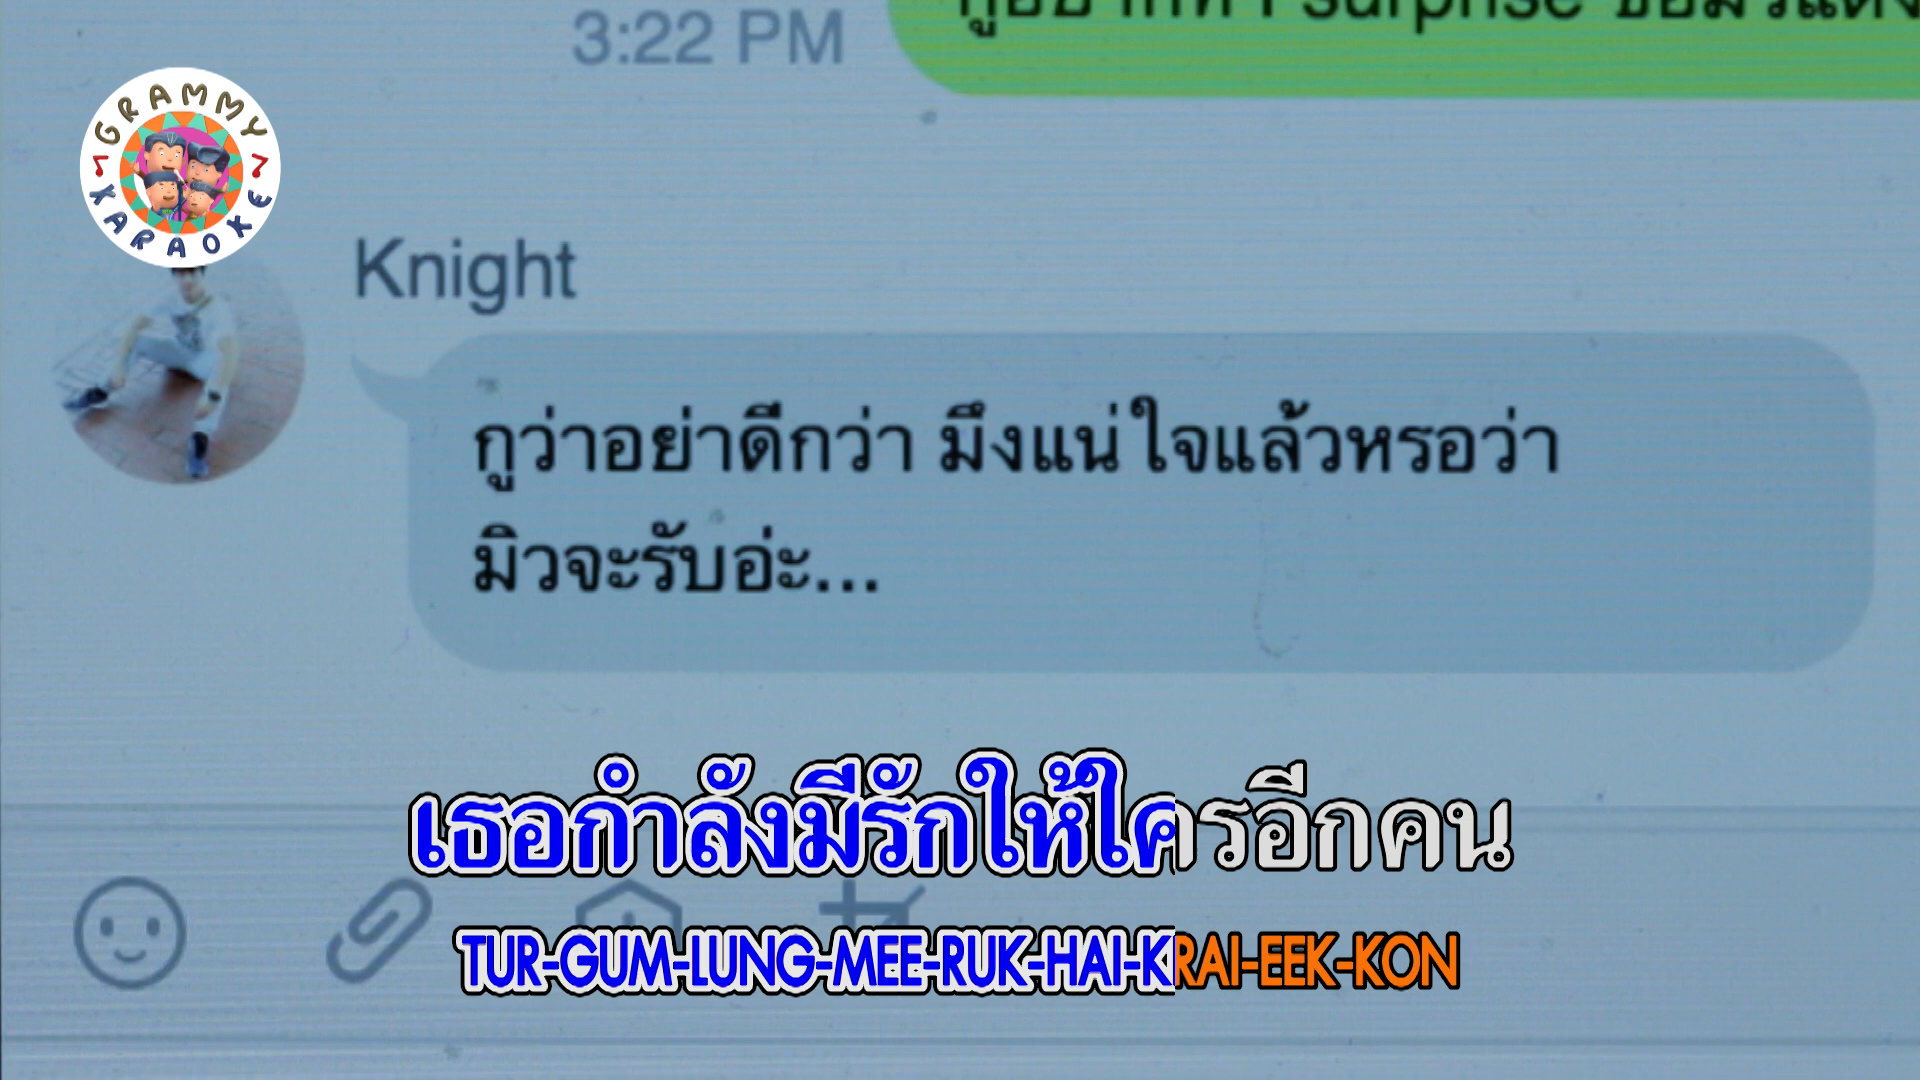 surprise
3:22 PM
GRAMMY
KARAOKE
Knight
กูว่าอย่าดีกว่า มึงแน่ใจแล้วหรอว่า
มิวจะรับอ่ะ...
เธอกำลังมีรักให้ใครอีกคน
TUR-GUM-LUNG-MEE-RUK-HAI-KRAI-EEK-KON